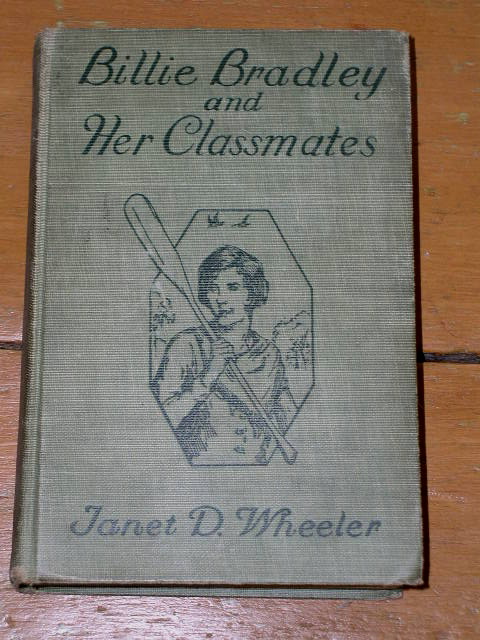 Billie Bradley
and
Her Classmates
Janet D. Wheeler